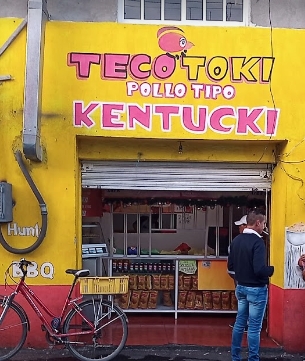 TECOTOKI
POLLO TIPO
KENTUCKI
Hunt
BBQ